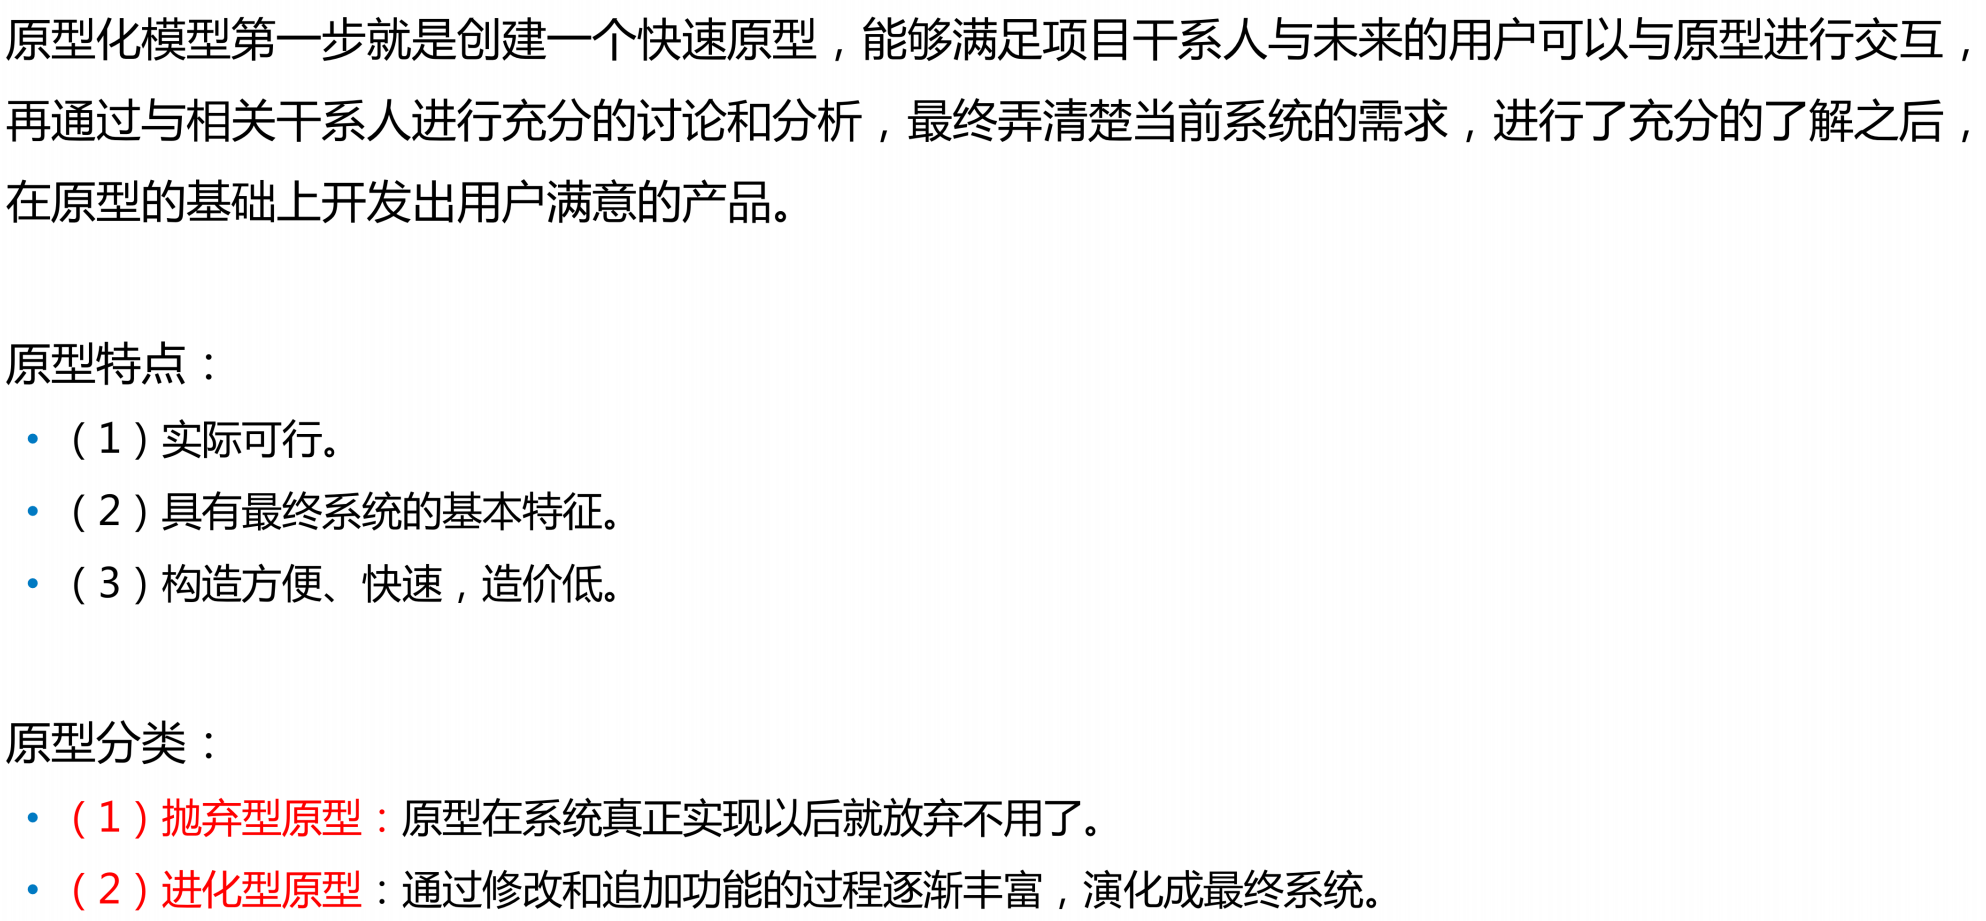 原型化模型第一步就是创建一个快速原型，能够满足项目干系人与未来的用户可以与原型进行交互，
再通过与相关干系人进行充分的讨论和分析，最终弄清楚当前系统的需求，进行了充分的了解之后，
在原型的基础上开发出用户满意的产品。
原型特点：
•（1）实际可行。
•（2）具有最终系统的基本特征。
•（3）构造方便、快速，造价低。
原型分类：
•（1）抛弃型原型：原型在系统真正实现以后就放弃不用了。
•（2）进化型原型：通过修改和追加功能的过程逐渐丰富，演化成最终系统。